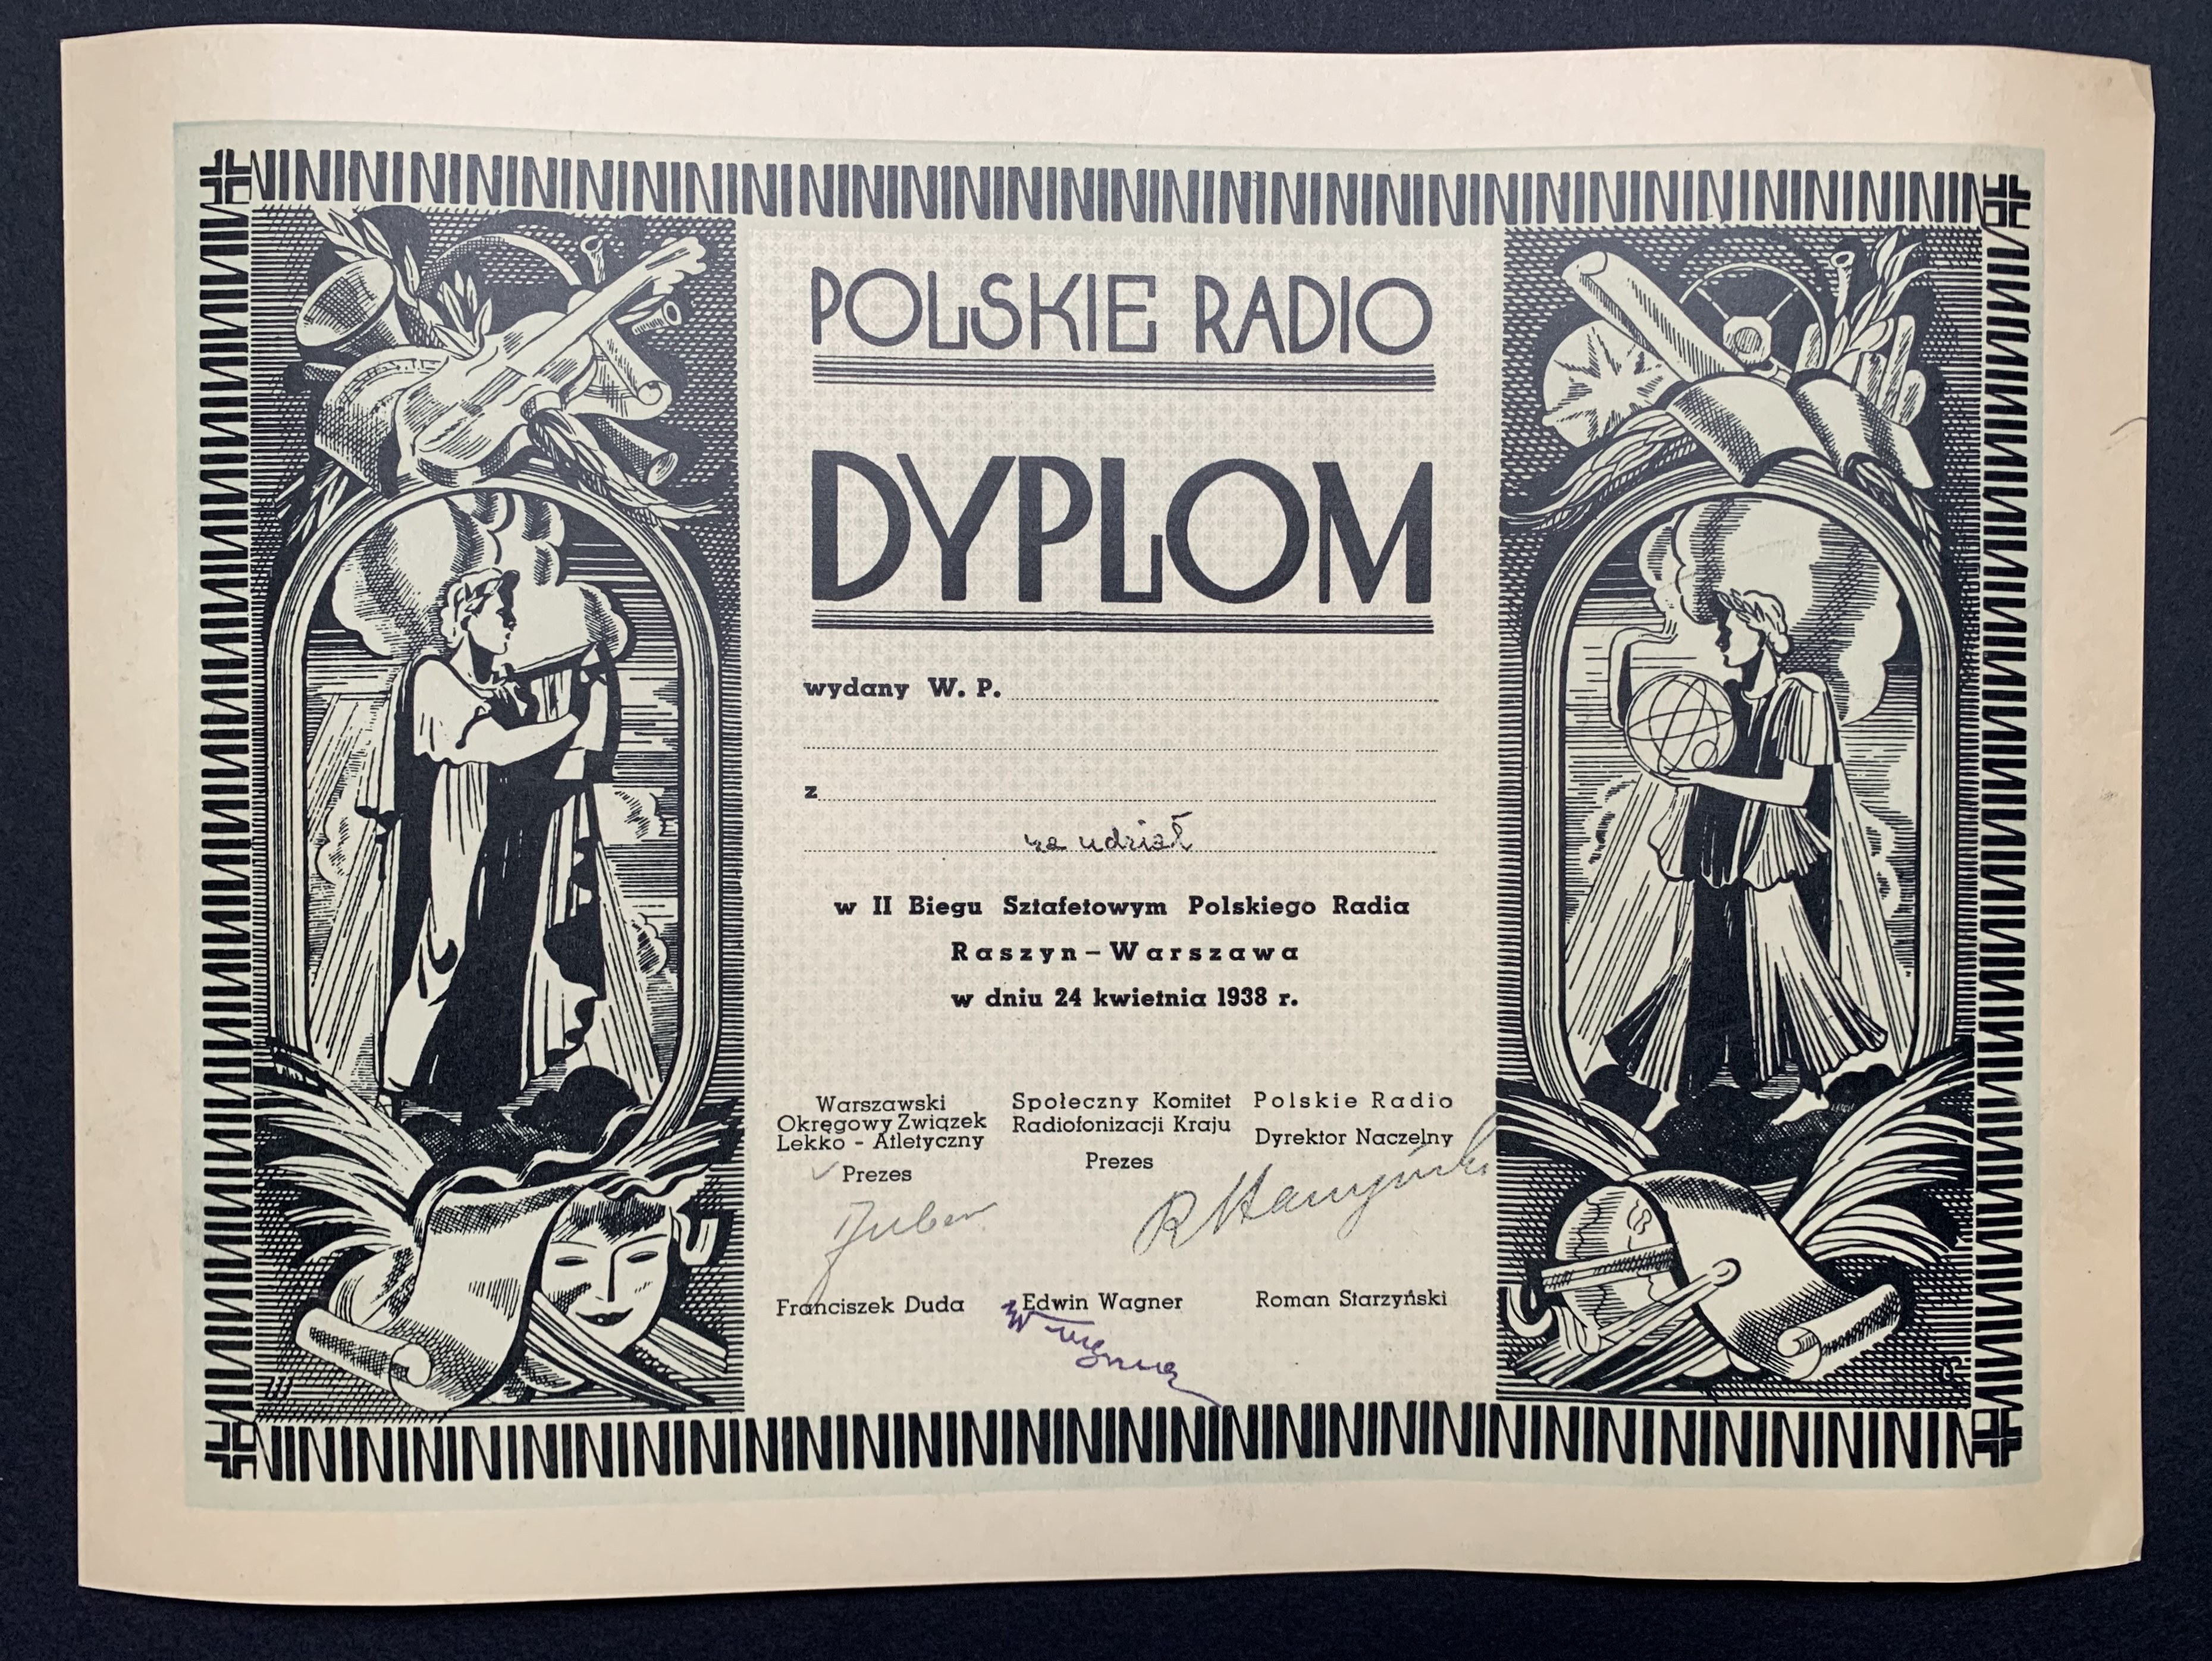 POLSKIE RADIO
DYPLOM
wydany W. P.
z
za udział
w II Biegu Sztafetowym Polskiego Radia
Raszyn – Warszawa
w dniu 24 kwietnia 1938 r.
Warszawski
Okręgowy Związek
Lekko - Atletyczny
Prezes
Franciszek Duda
Społeczny Komitet
Radiofonizacji Kraju
Prezes
Edwin Wagner
Polskie Radio
Dyrektor Naczelny
RStarzyński
Roman Starzyński